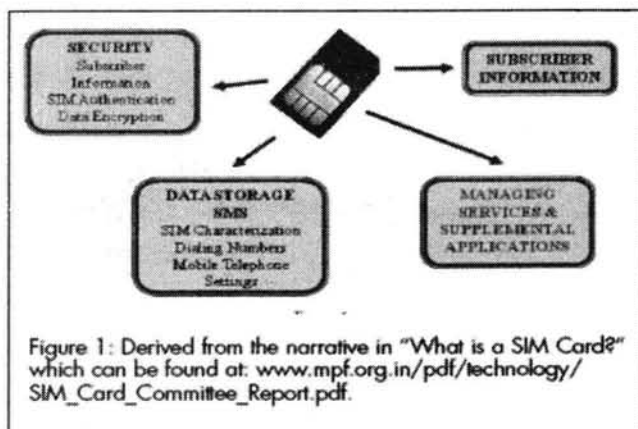 SECURITY
Subscriber
Information
SIM Authentication
Data Encryption
SUBSCRIBER
INFORMATION
DATA STORAGE
SMS
SIM Characterization
Dialing Numbers
Mobile Telephone
Settings
MANAGING
SERVICES &
SUPPLEMENTAL
APPLICATIONS
Figure 1: Derived from the narrative in "What is a SIM Card?"
which can be found at: www.mpf.org.in/pdf/technology/
SIM_Card_Committee_Report.pdf.